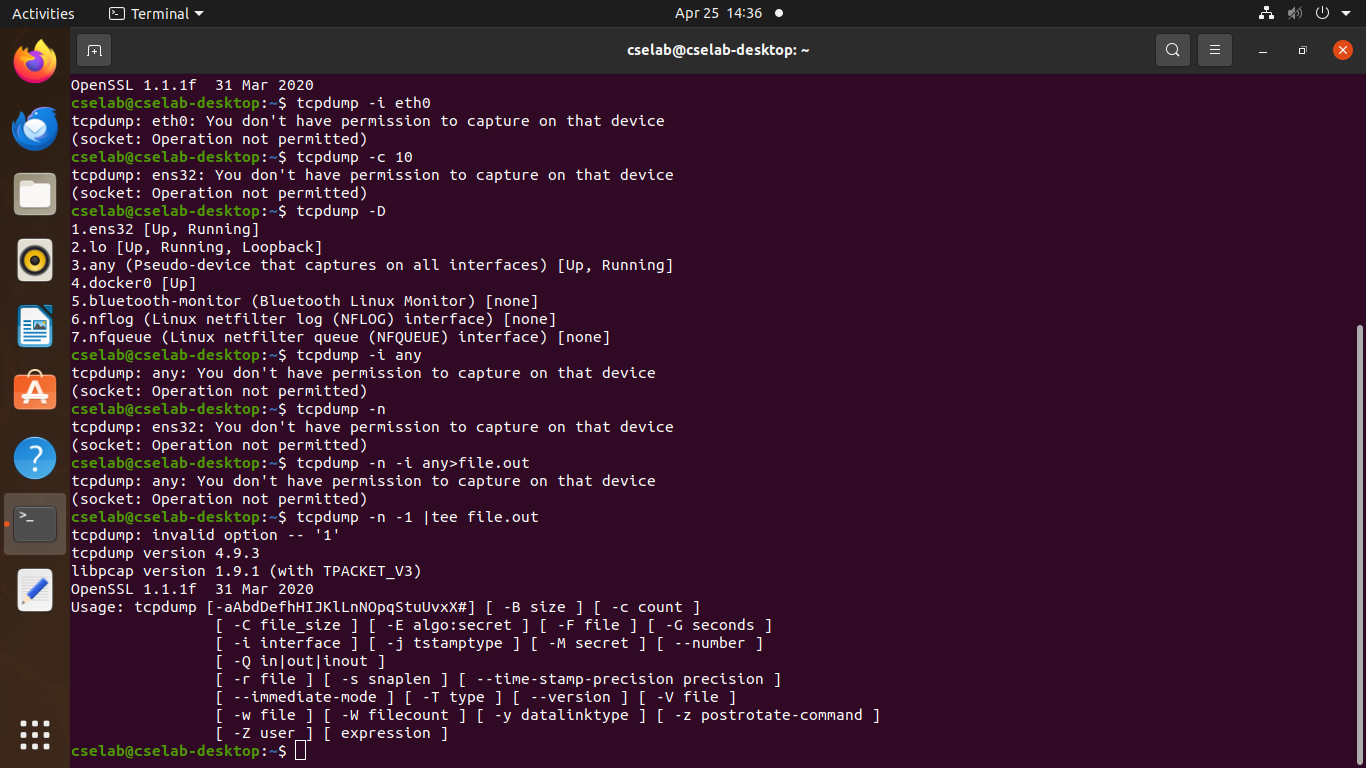 Activities
Terminal
Apr 25 14:36
cselab@cselab-desktop: ~
OpenSSL 1.1.1f  31 Mar 2020
cselab@cselab-desktop:~$ tcpdump -i eth0
tcpdump: eth0: You don't have permission to capture on that device
(socket: Operation not permitted)
cselab@cselab-desktop:~$ tcpdump -c 10
tcpdump: ens32: You don't have permission to capture on that device
(socket: Operation not permitted)
cselab@cselab-desktop:~$ tcpdump -D
1.ens32 [Up, Running]
2.lo [Up, Running, Loopback]
3.any (Pseudo-device that captures on all interfaces) [Up, Running]
4.docker0 [Up]
5.bluetooth-monitor (Bluetooth Linux Monitor) [none]
6.nflog (Linux netfilter log (NFLOG) interface) [none]
7.nfqueue (Linux netfilter queue (NFQUEUE) interface) [none]
cselab@cselab-desktop:~$ tcpdump -i any
tcpdump: any: You don't have permission to capture on that device
(socket: Operation not permitted)
cselab@cselab-desktop:~$ tcpdump -n
tcpdump: ens32: You don't have permission to capture on that device
(socket: Operation not permitted)
cselab@cselab-desktop:~$ tcpdump -n -i any>file.out
tcpdump: any: You don't have permission to capture on that device
(socket: Operation not permitted)
cselab@cselab-desktop:~$ tcpdump -n -1 |tee file.out
tcpdump: invalid option -- '1'
tcpdump version 4.9.3
libpcap version 1.9.1 (with TPACKET_V3)
OpenSSL 1.1.1f  31 Mar 2020
Usage: tcpdump [-aAbdDefhHIJKlLnNOpqStuUvxX#] [ -B size ] [ -c count ]
                [ -C file_size ] [ -E algo:secret ] [ -F file ] [ -G seconds ]
                [ -i interface ] [ -j tstamptype ] [ -M secret ] [ --number ]
                [ -Q in|out|inout ]
                [ -r file ] [ -s snaplen ] [ --time-stamp-precision precision ]
                [ --immediate-mode ] [ -T type ] [ --version ] [ -V file ]
                [ -w file ] [ -W filecount ] [ -y datalinktype ] [ -z postrotate-command ]
                [ -Z user ] [ expression ]
cselab@cselab-desktop:~$